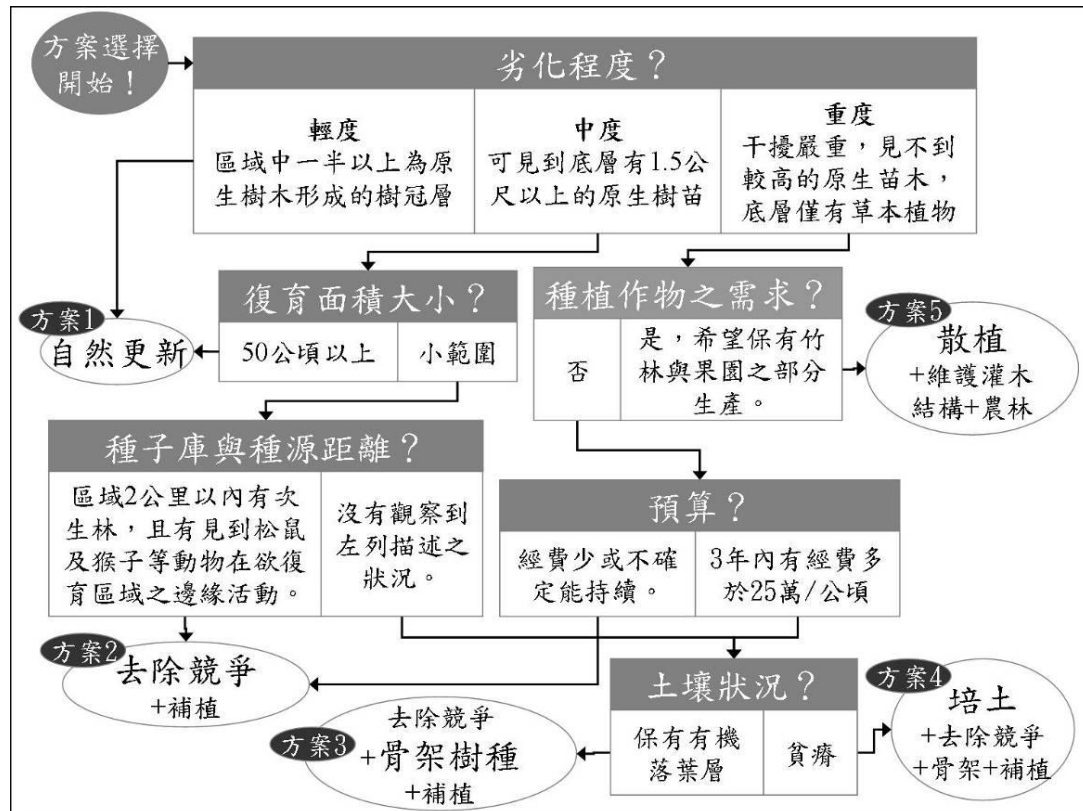 方案選擇
開始！
劣化程度？
輕度
區域中一半以上為原
生樹木形成的樹冠層
中度
可見到底層有1.5公
尺以上的原生樹苗
重度
干擾嚴重，見不到
較高的原生苗木，
底層僅有草本植物
復育面積大小？
50公頃以上
小範圍
種植作物之需求？
否
是，希望保有竹
林與果園之部分
生產。
方案1
自然更新
方案5
散植
+維護灌木
結構+農林
種子庫與種源距離？
區域2公里以內有次
生林，且有見到松鼠
及猴子等動物在欲復
育區域之邊緣活動。
沒有觀察到
左列描述之
狀況。
預算？
經費少或不確
定能持續。
3年內有經費多
於25萬/公頃
方案2
去除競爭
+補植
土壤狀況？
保有有機
落葉層
貧瘠
方案3
去除競爭
+骨架樹種
+補植
方案4
培土
+去除競爭
+骨架+補植